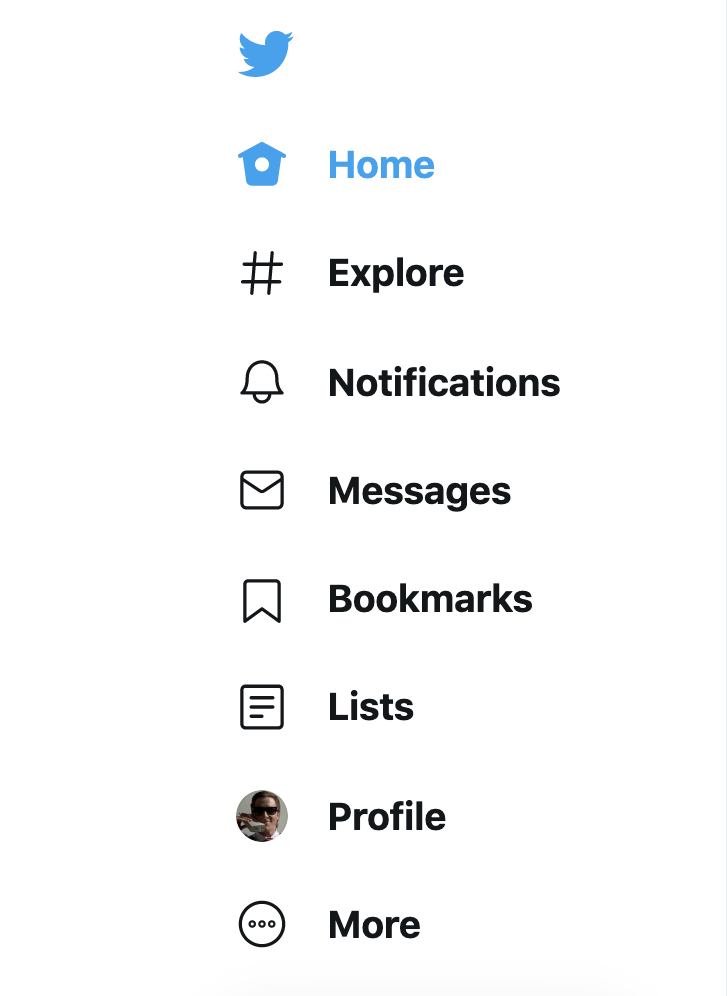 Home
Explore
Notifications
Messages
Bookmarks
Lists
Profile
More